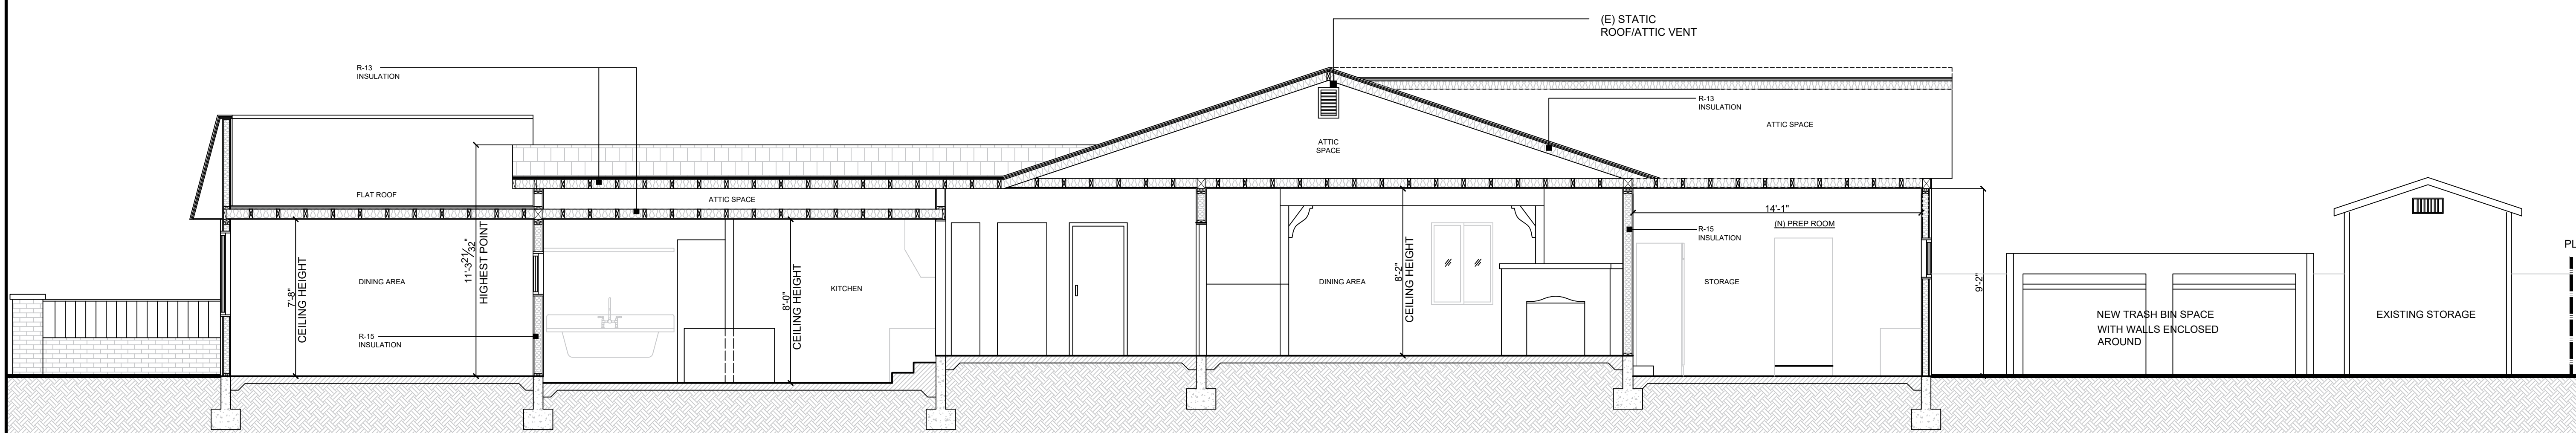 (E) STATIC
ROOF/ATTIC VENT
R-13
INSULATION
R-13
INSULATION
ATTIC SPACE
ATTIC
SPACE
FLAT ROOF
ATTIC SPACE
14'-1"
(N) PREP ROOM
R-15
INSULATION
11'-3 21/32"
HIGHEST POINT
7'-8"
CEILING HEIGHT
DINING AREA
8'-0"
CEILING HEIGHT
KITCHEN
8'-2"
CEILING HEIGHT
DINING AREA
STORAGE
9'-2"
R-15
INSULATION
NEW TRASH BIN SPACE
WITH WALLS ENCLOSED
AROUND
EXISTING STORAGE
PL